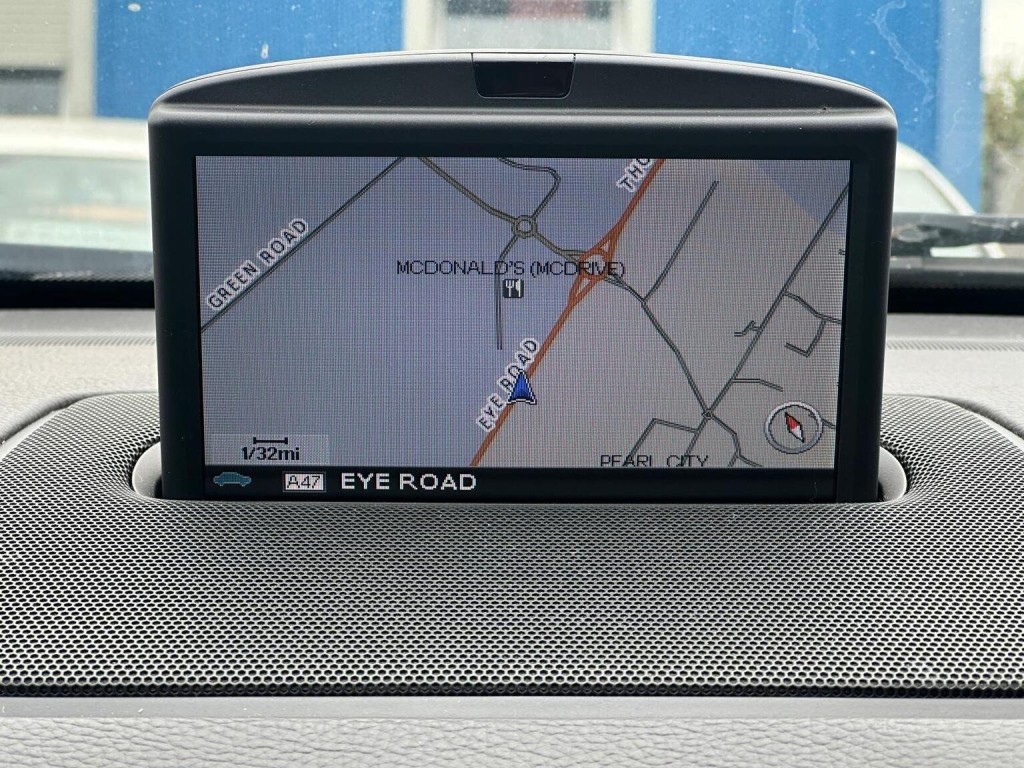 THO
GREEN ROAD
MCDONALD'S (MCDRIVE)
EYE ROAD
1/32mi
PEARL CITY
A47 EYE ROAD